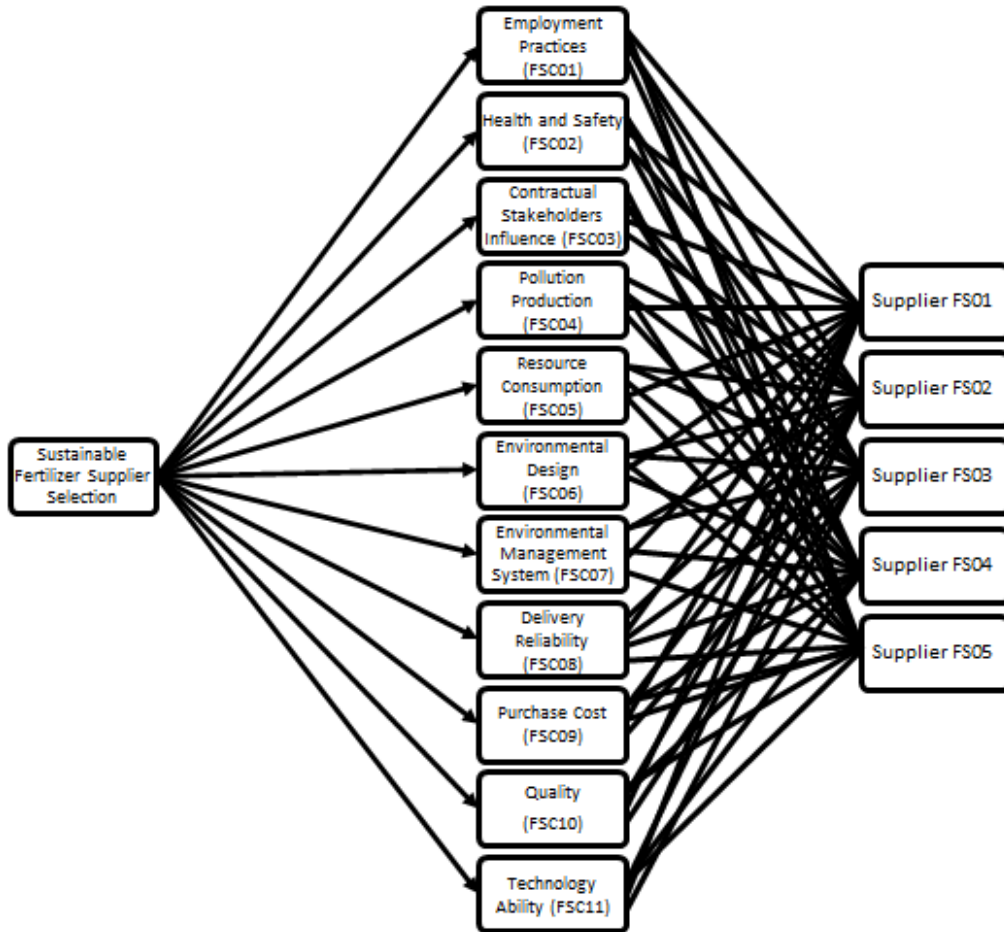 Employment
Practices
(FSC01)
Health and Safety
(FSC02)
Contractual
Stakeholders
Influence (FSC03)
Pollution
Production
(FSC04)
Resource
Consumption
(FSC05)
Environmental
Design
(FSC06)
Environmental
Management
System (FSC07)
Delivery
Reliability
(FSC08)
Purchase Cost
(FSC09)
Quality
(FSC10)
Technology
Ability (FSC11)
Sustainable
Fertilizer Supplier
Selection
Supplier FS01
Supplier FS02
Supplier FS03
Supplier FS04
Supplier FS05